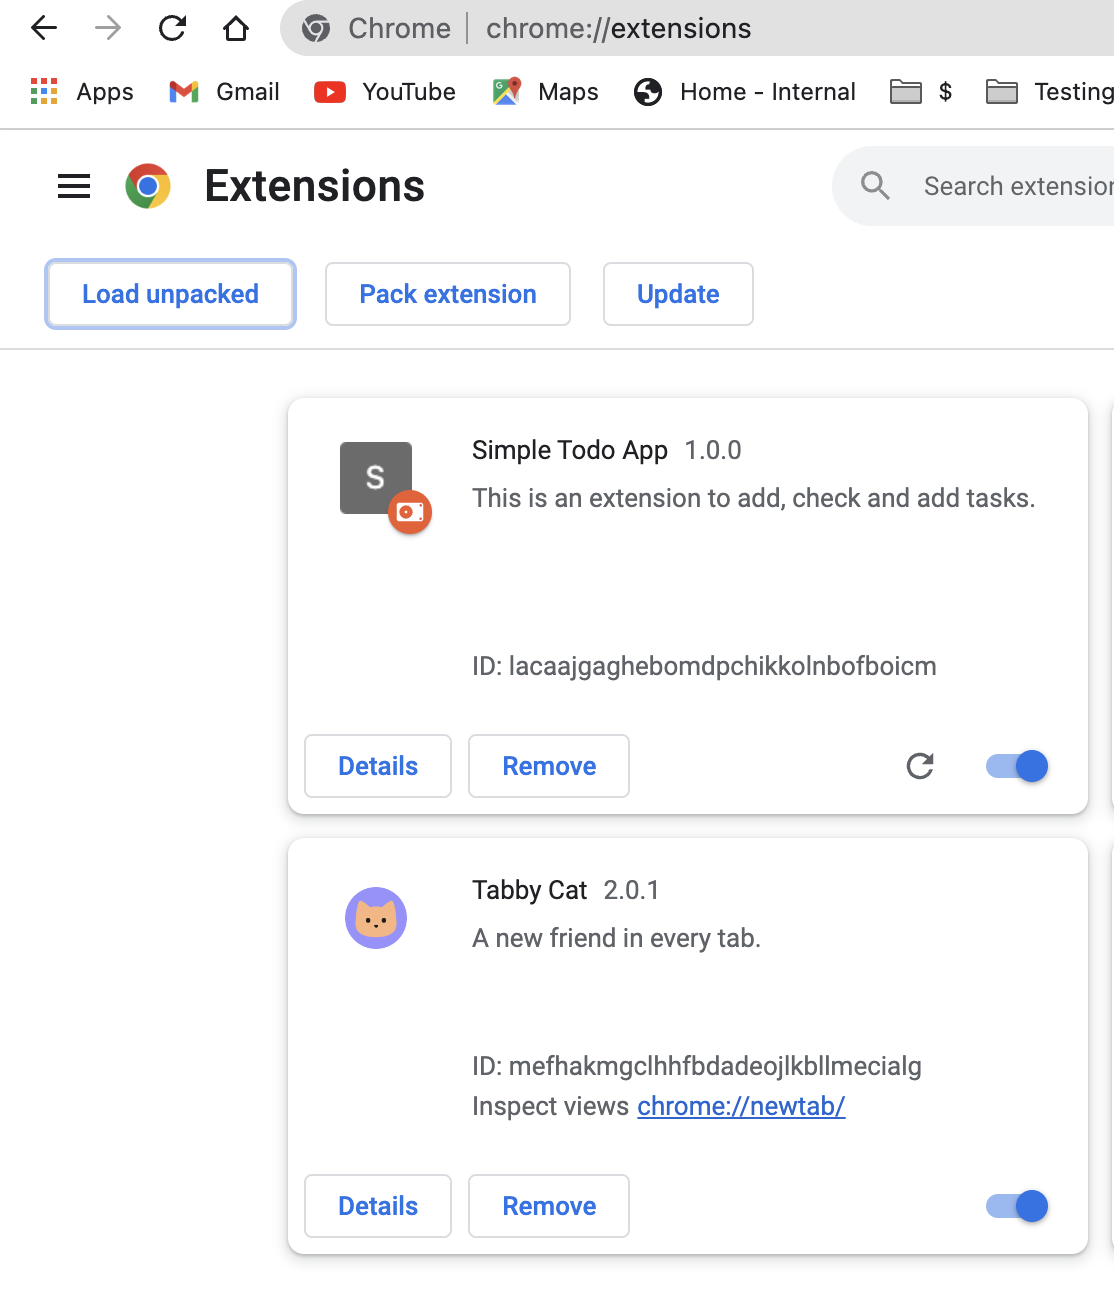 Chrome | chrome://extensions
Apps Gmail YouTube Maps Home - Internal $ Testing
Extensions
Search extension
Load unpacked Pack extension Update
S
Simple Todo App 1.0.0
This is an extension to add, check and add tasks.
ID: lacaajgaghebomdpchikkolnbofboicm
Details Remove
Tabby Cat 2.0.1
A new friend in every tab.
ID: mefhakmgclhhfbdadeojlkbllmecialg
Inspect views chrome://newtab/
Details Remove